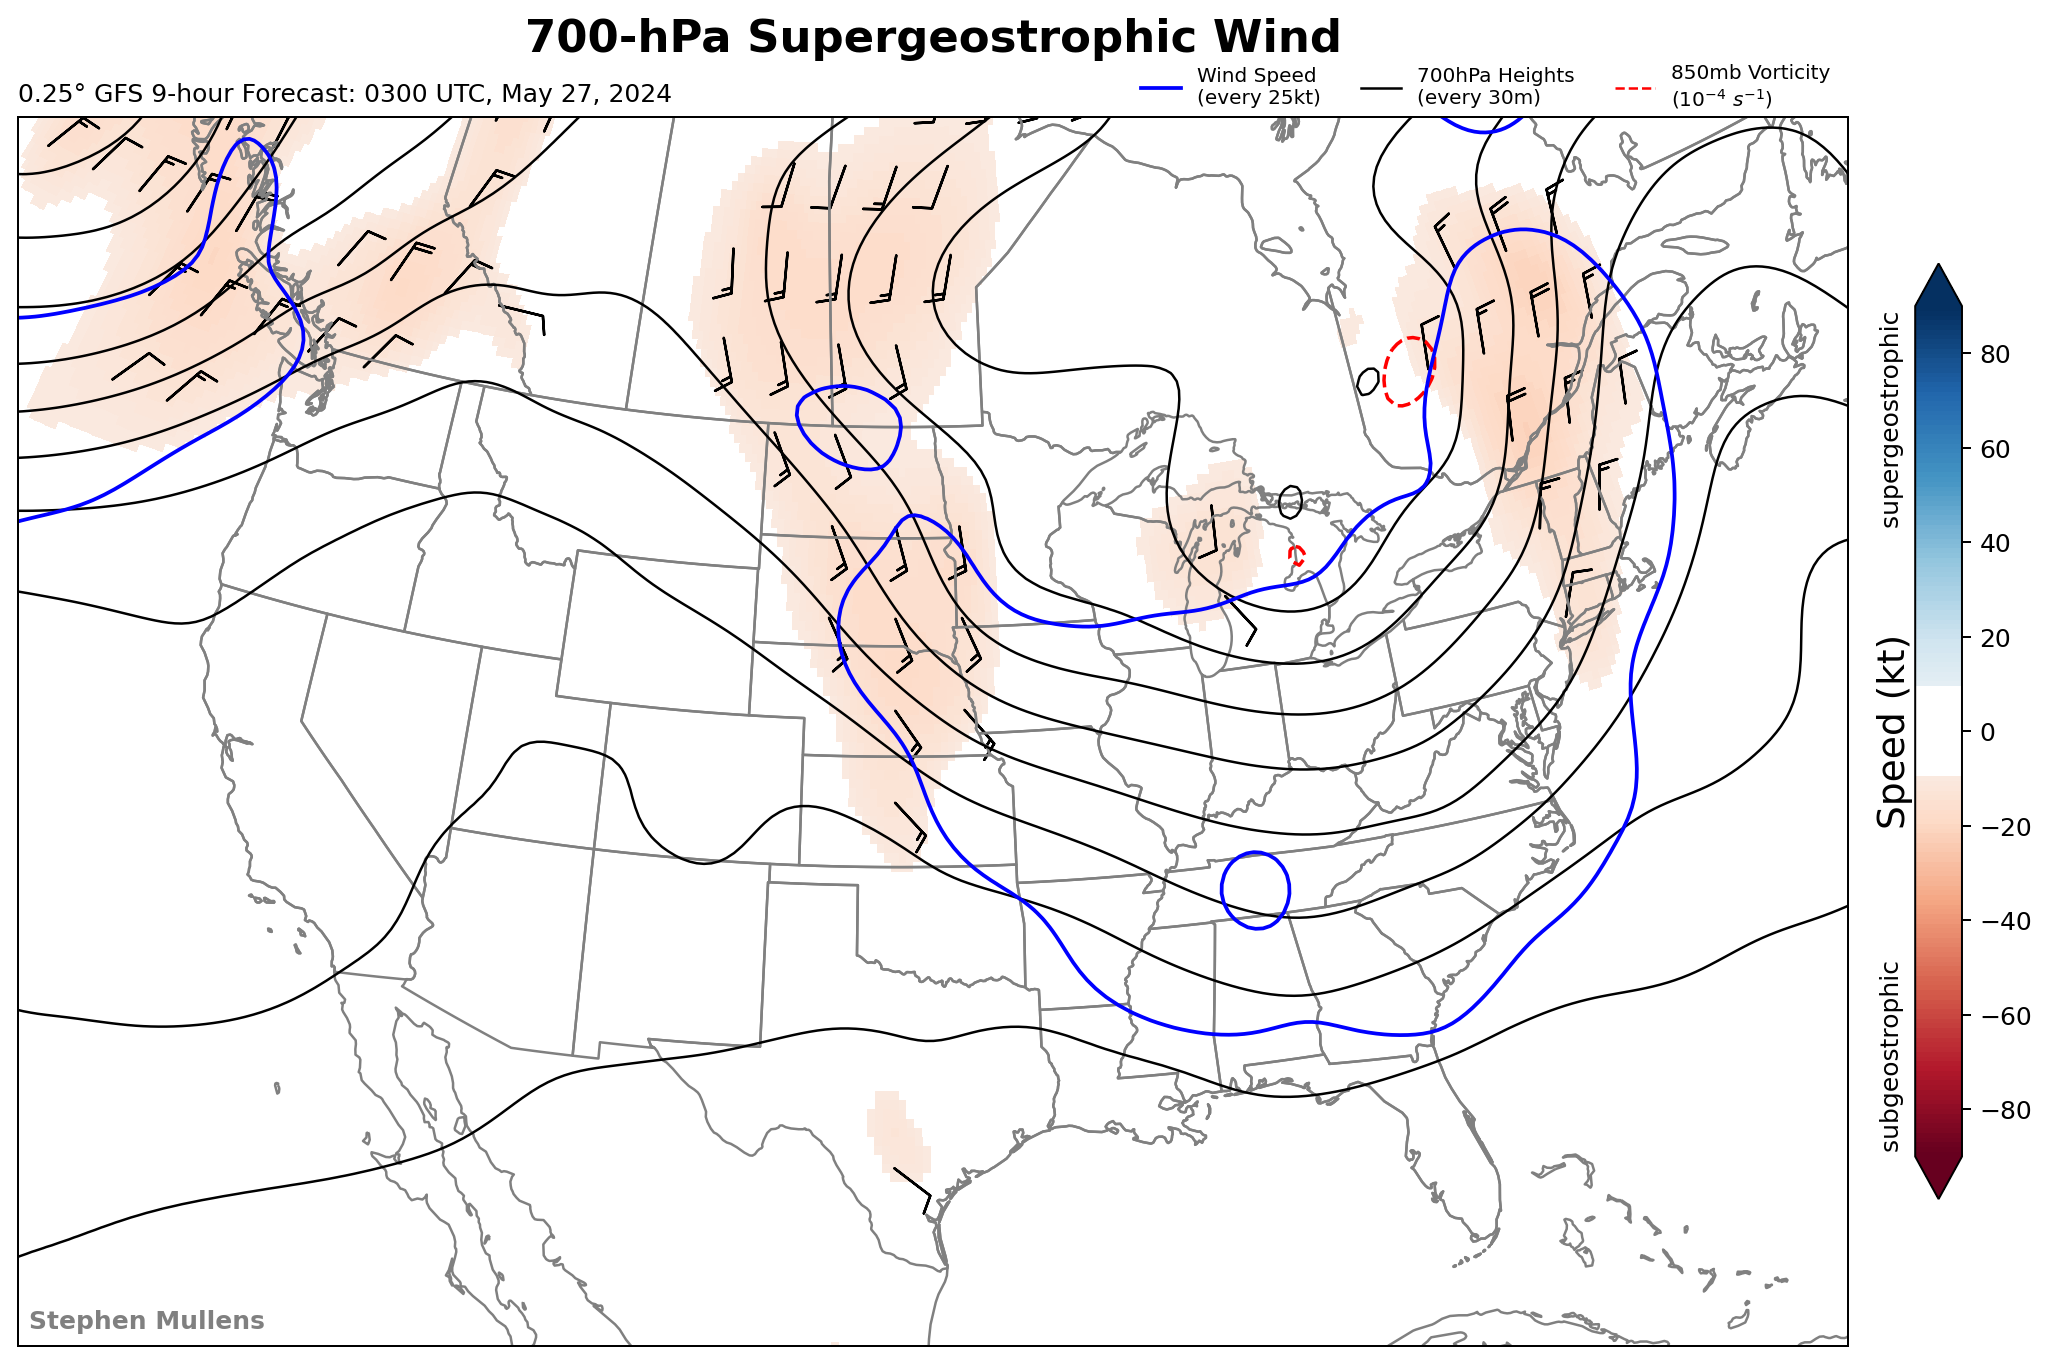 700-hPa Supergeostrophic Wind
0.25° GFS 9-hour Forecast: 0300 UTC, May 27, 2024
Wind Speed
(every 25kt)
700hPa Heights
(every 30m)
850mb Vorticity
(10⁻⁴ s⁻¹)
supergeostrophic
Speed (kt)
subgeostrophic
80
60
40
20
0
−20
−40
−60
−80
Stephen Mullens